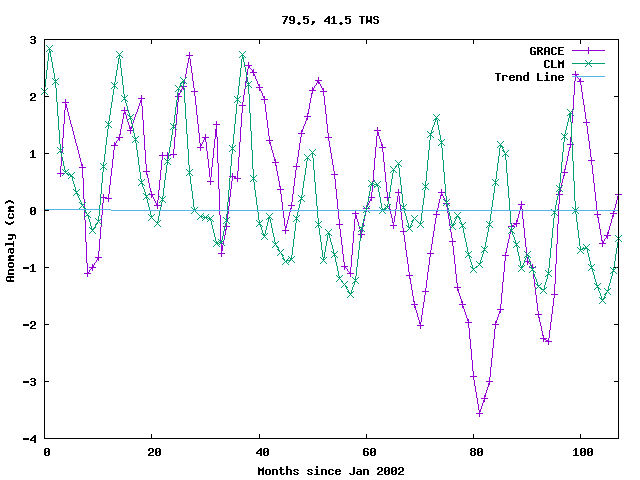 79.5, 41.5 TWS
GRACE
CLM
Trend Line
3
2
1
0
-1
-2
-3
-4
Anomaly (cm)
0 20 40 60 80 100
Months since Jan 2002